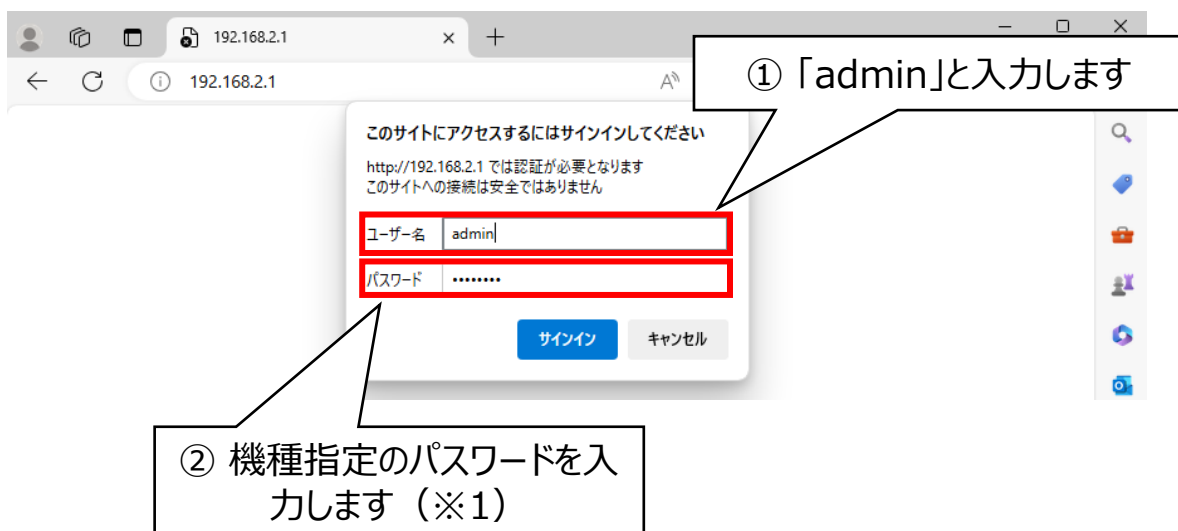 192.168.2.1
192.168.2.1
① 「admin」と入力します
このサイトにアクセスするにはサインインしてください
http://192.168.2.1 では認証が必要となります
このサイトへの接続は安全ではありません
ユーザー名 admin
パスワード ••••••••
サインイン キャンセル
② 機種指定のパスワードを入
力します（※1）